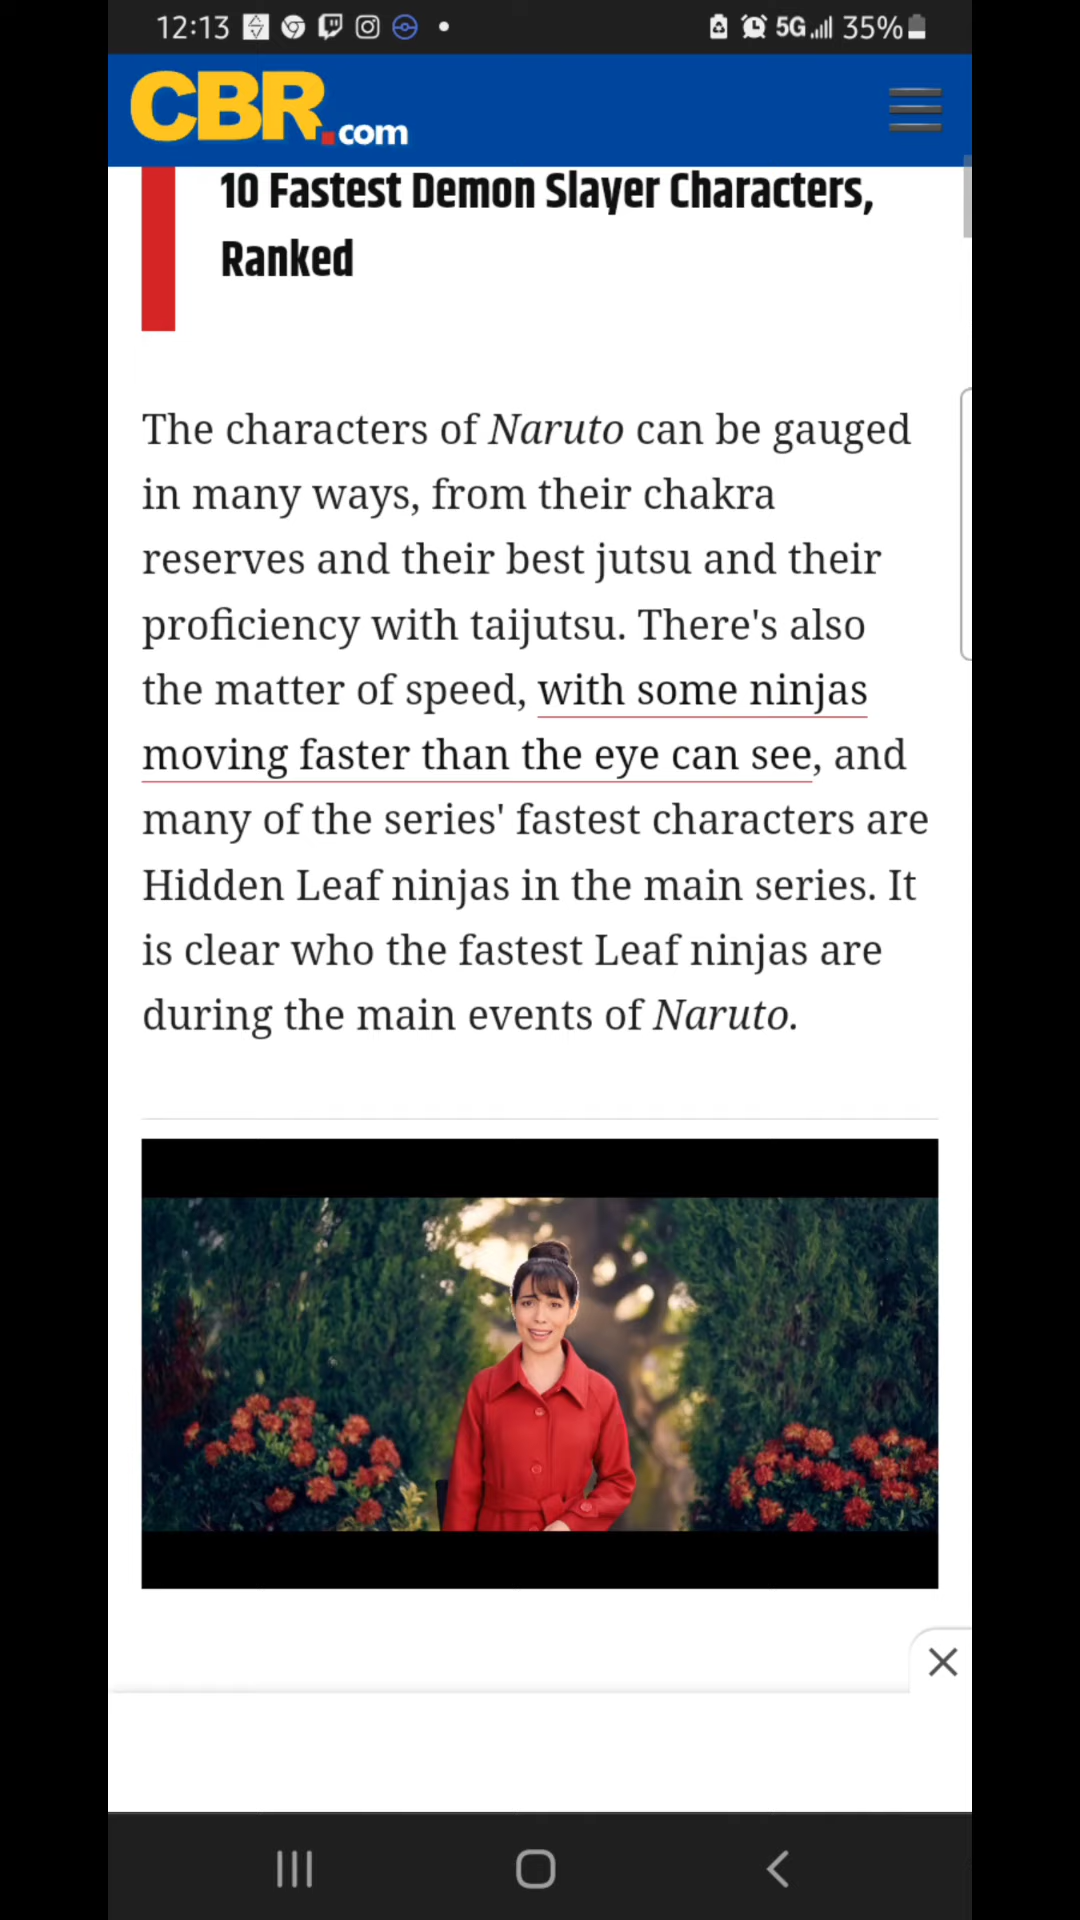 12:13 5G 35%
CBR.com
10 Fastest Demon Slayer Characters,
Ranked
The characters of Naruto can be gauged
in many ways, from their chakra
reserves and their best jutsu and their
proficiency with taijutsu. There's also
the matter of speed, with some ninjas
moving faster than the eye can see, and
many of the series' fastest characters are
Hidden Leaf ninjas in the main series. It
is clear who the fastest Leaf ninjas are
during the main events of Naruto.